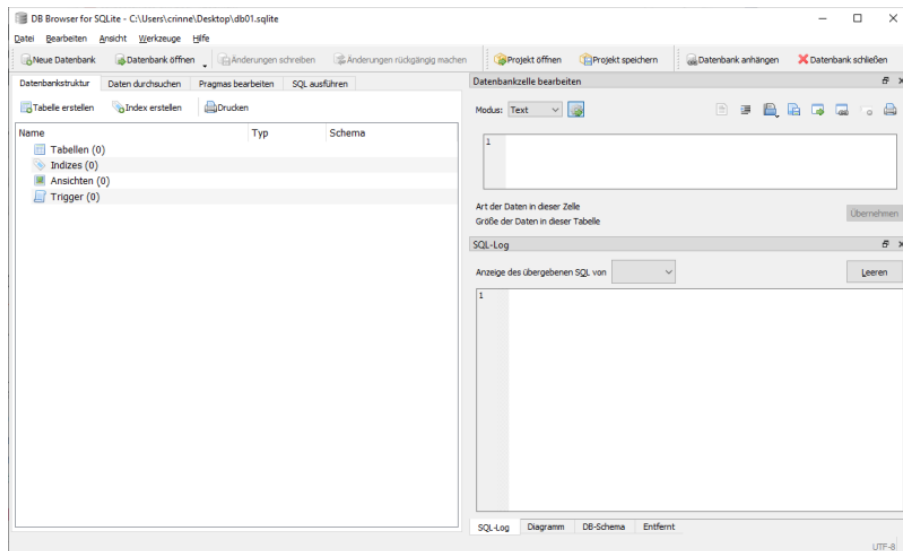 DB Browser for SQLite - C:\Users\crinne\Desktop\db01.sqlite
Datei Bearbeiten Ansicht Werkzeuge Hilfe
Neue Datenbank Datenbank öffnen Änderungen schreiben Änderungen rückgängig machen Projekt öffnen Projekt speichern Datenbank anhängen Datenbank schließen
Datenbankstruktur Daten durchsuchen Pragmas bearbeiten SQL ausführen
Tabelle erstellen Index erstellen Drucken
Name Typ Schema
Tabellen (0)
Indizes (0)
Ansichten (0)
Trigger (0)
Datenbankzelle bearbeiten
Modus: Text
1
Art der Daten in dieser Zelle
Größe der Daten in dieser Tabelle
Übernehmen
SQL-Log
Anzeige des übergebenen SQL von
Leeren
1
SQL-Log Diagramm DB-Schema Entfernt
UTF-8